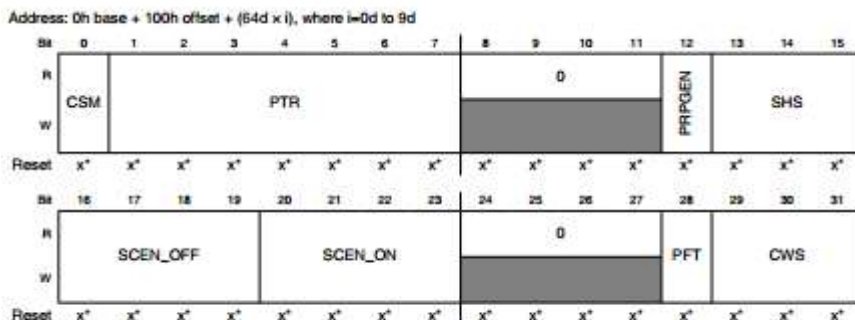 Address: 0h base + 100h offset + (64d × i), where i=0d to 9d
Bit 0 1 2 3 4 5 6 7 8 9 10 11 12 13 14 15
R 0
CSM PTR PRPGEN SHS
W
Reset x* x* x* x* x* x* x* x* x* x* x* x* x* x* x* x*
Bit 16 17 18 19 20 21 22 23 24 25 26 27 28 29 30 31
R 0
SCEN_OFF SCEN_ON PFT CWS
W
Reset x* x* x* x* x* x* x* x* x* x* x* x* x* x* x* x*